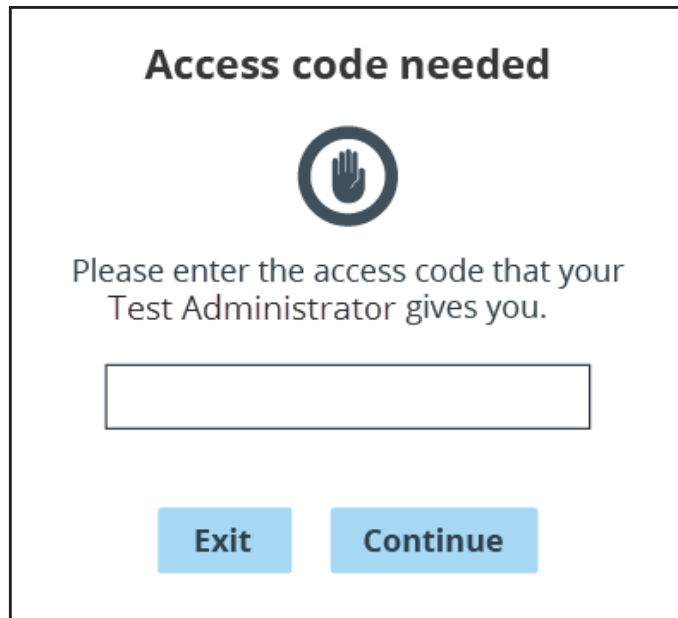 Access code needed
Please enter the access code that your
Test Administrator gives you.
Exit
Continue